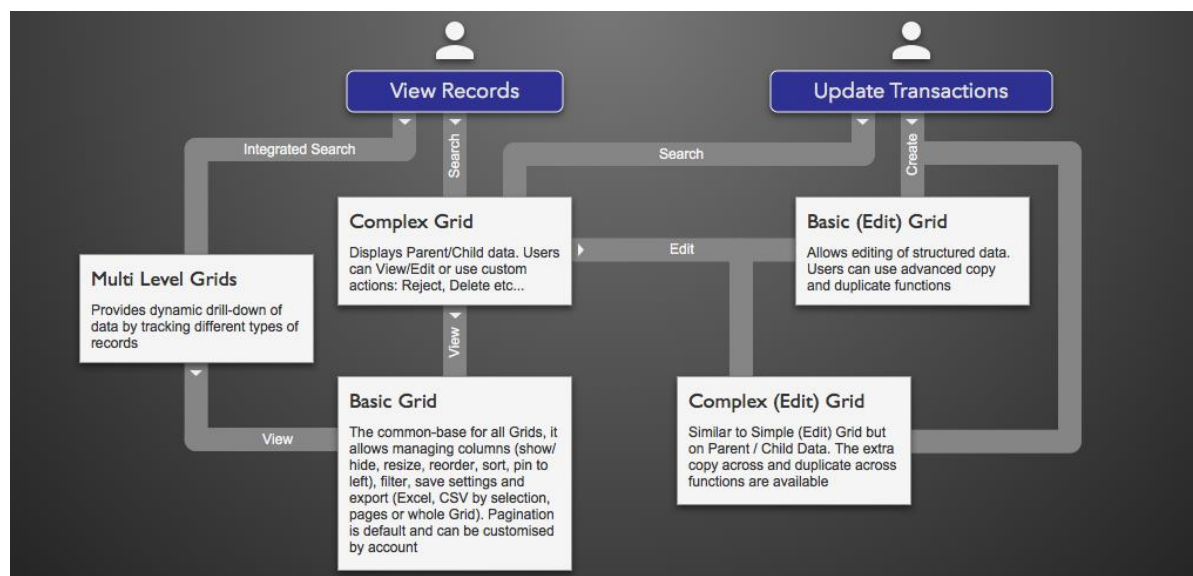 View Records
Update Transactions
Integrated Search
Search
Search
Create
Complex Grid
Displays Parent/Child data. Users
can View/Edit or use custom
actions: Reject, Delete etc...
Edit
Basic (Edit) Grid
Allows editing of structured data.
Users can use advanced copy
and duplicate functions
Multi Level Grids
Provides dynamic drill-down of
data by tracking different types of
records
View
Basic Grid
The common-base for all Grids, it
allows managing columns (show/
hide, resize, reorder, sort, pin to
left), filter, save settings and
export (Excel, CSV by selection,
pages or whole Grid). Pagination
is default and can be customised
by account
View
Complex (Edit) Grid
Similar to Simple (Edit) Grid but
on Parent / Child Data. The extra
copy across and duplicate across
functions are available